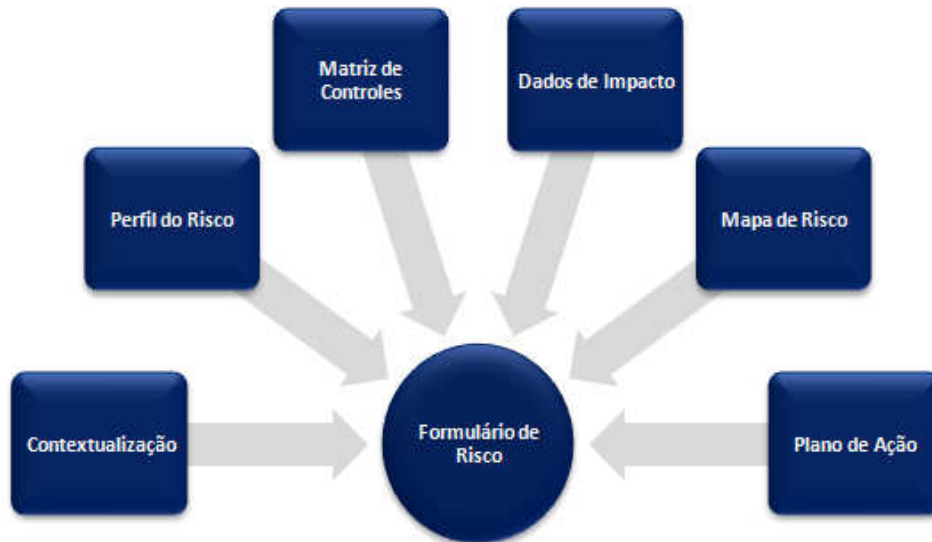 Matriz de
Controles
Dados de Impacto
Perfil do Risco
Mapa de Risco
Contextualização
Formulário de
Risco
Plano de Ação